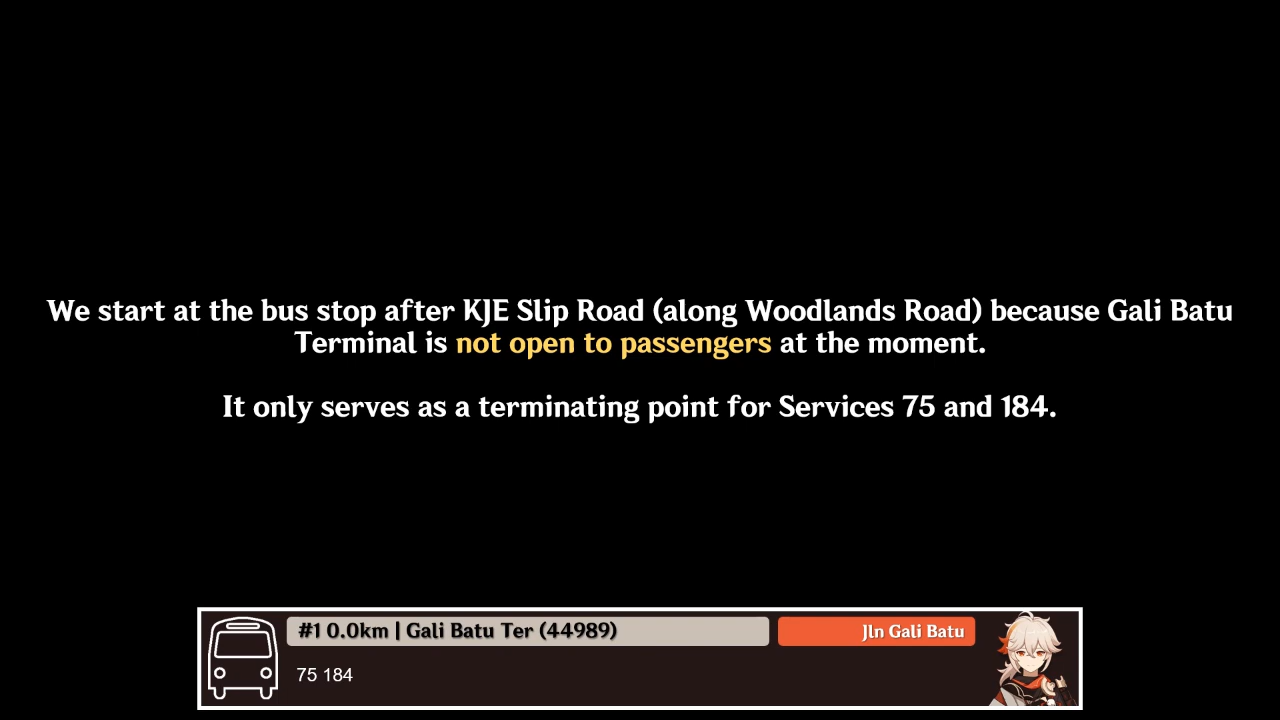 We start at the bus stop after KJE Slip Road (along Woodlands Road) because Gali Batu
Terminal is not open to passengers at the moment.
It only serves as a terminating point for Services 75 and 184.
#1 0.0km | Gali Batu Ter (44989)
Jln Gali Batu
75 184